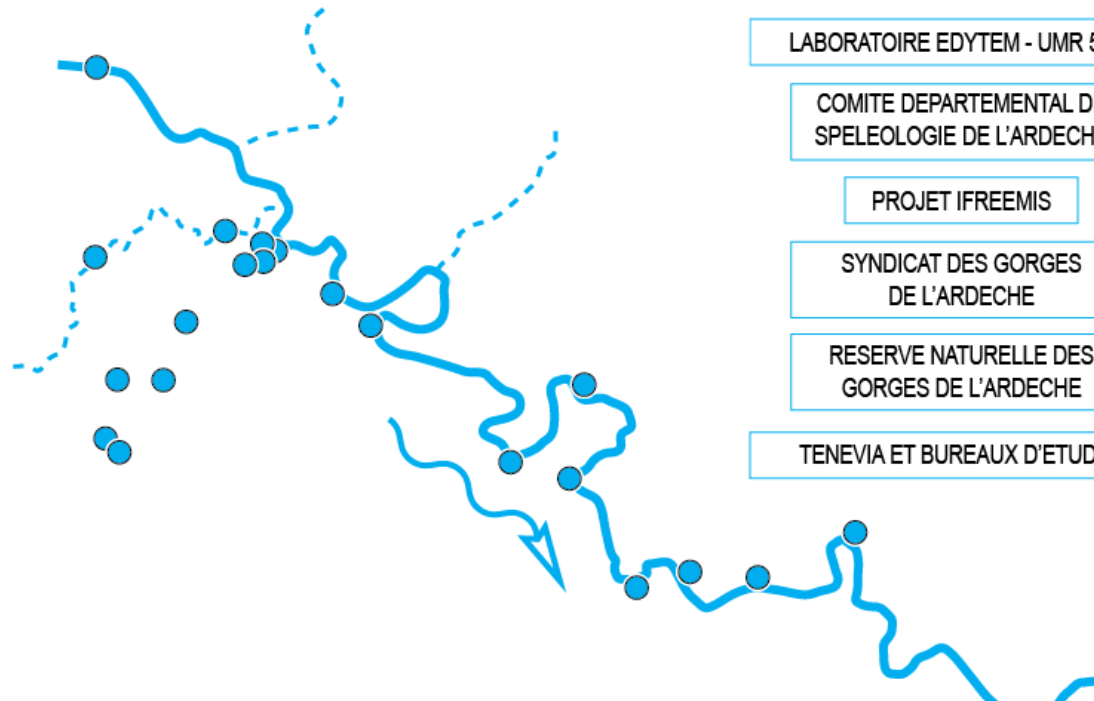 LABORATOIRE EDYTEM - UMR
COMITE DEPARTEMENTAL
SPELEOLOGIE DE L'ARDECH
PROJET IFREEMIS
SYNDICAT DES GORGES
DE L'ARDECHE
RESERVE NATURELLE DES
GORGES DE L'ARDECHE
TENEVIA ET BUREAUX D'ETUD